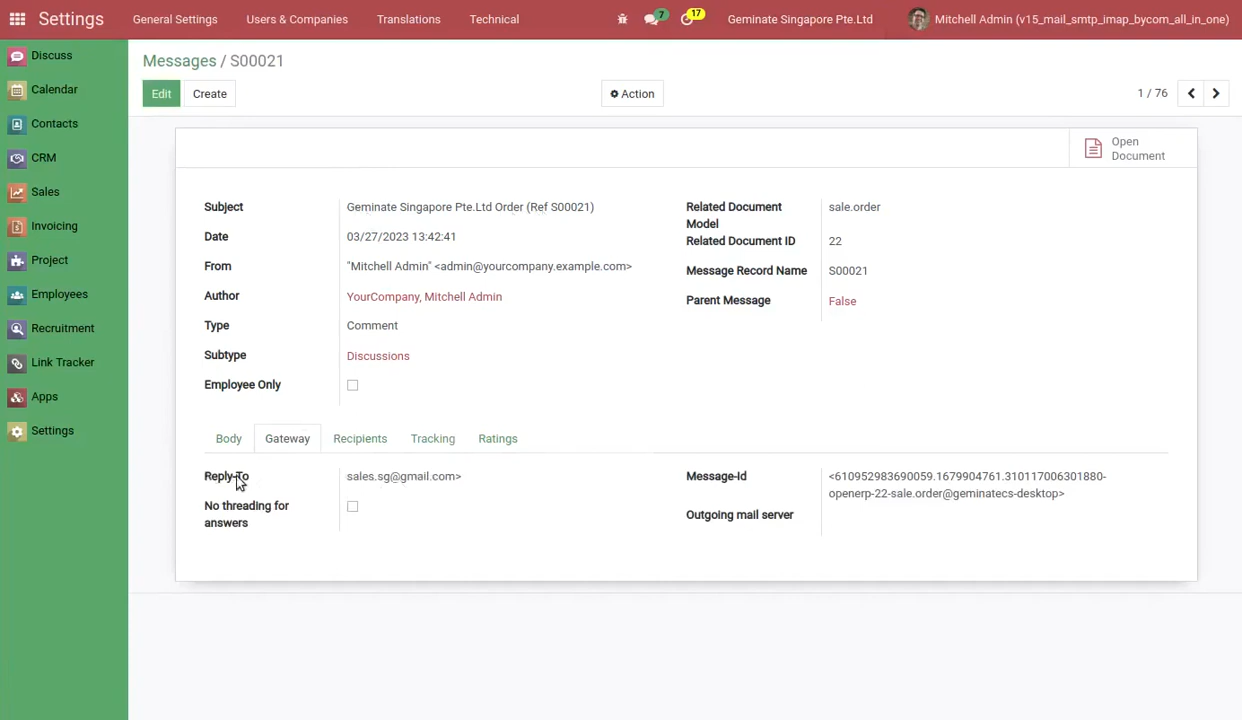 Settings
General Settings
Users & Companies
Translations
Technical
7
17
Geminate Singapore Pte.Ltd
Mitchell Admin (v15_mail_smtp_imap_bycom_all_in_one)
Discuss
Calendar
Contacts
CRM
Sales
Invoicing
Project
Employees
Recruitment
Link Tracker
Apps
Settings
Messages / S00021
Edit
Create
Action
1 / 76
Open
Document
Subject
Geminate Singapore Pte.Ltd Order (Ref S00021)
Date
03/27/2023 13:42:41
From
"Mitchell Admin" <admin@yourcompany.example.com>
Author
YourCompany, Mitchell Admin
Type
Comment
Subtype
Discussions
Employee Only
Related Document
Model
sale.order
Related Document ID
22
Message Record Name
S00021
Parent Message
False
Body
Gateway
Recipients
Tracking
Ratings
Reply-To
sales.sg@gmail.com>
No threading for
answers
Message-Id
<610952983690059.1679904761.310117006301880-
openerp-22-sale.order@geminatecs-desktop>
Outgoing mail server